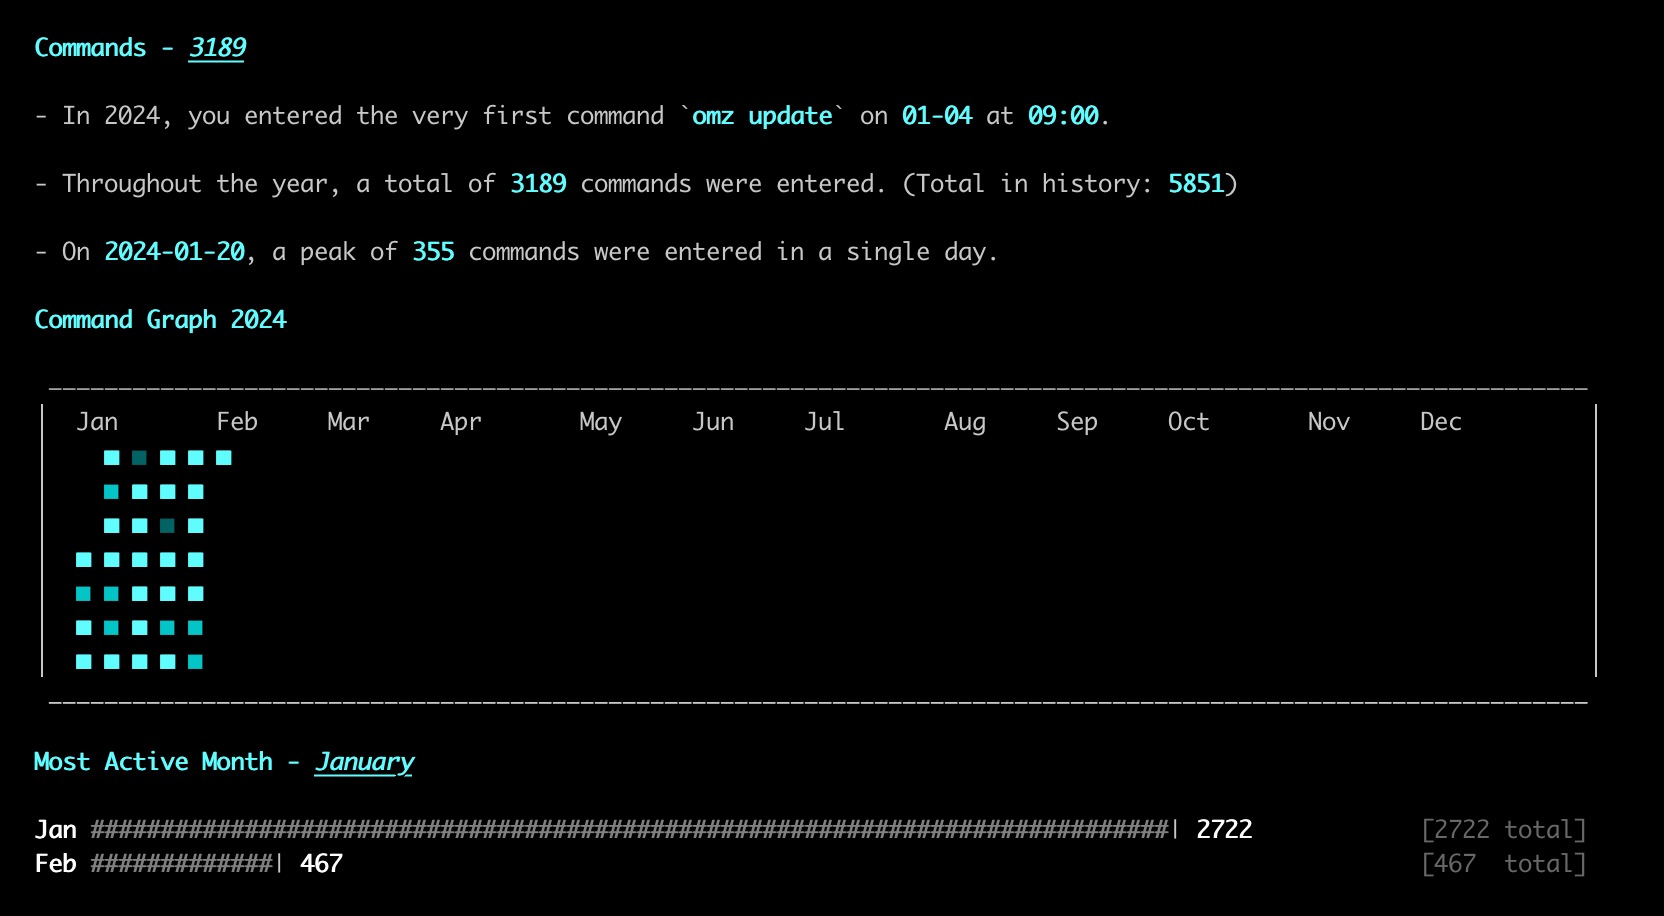 Commands - 3189
- In 2024, you entered the very first command `omz update` on 01-04 at 09:00.
- Throughout the year, a total of 3189 commands were entered. (Total in history: 5851)
- On 2024-01-20, a peak of 355 commands were entered in a single day.
Command Graph 2024
Jan Feb Mar Apr May Jun Jul Aug Sep Oct Nov Dec
Most Active Month - January
Jan #############################################################################| 2722 [2722 total]
Feb #############| 467 [467 total]